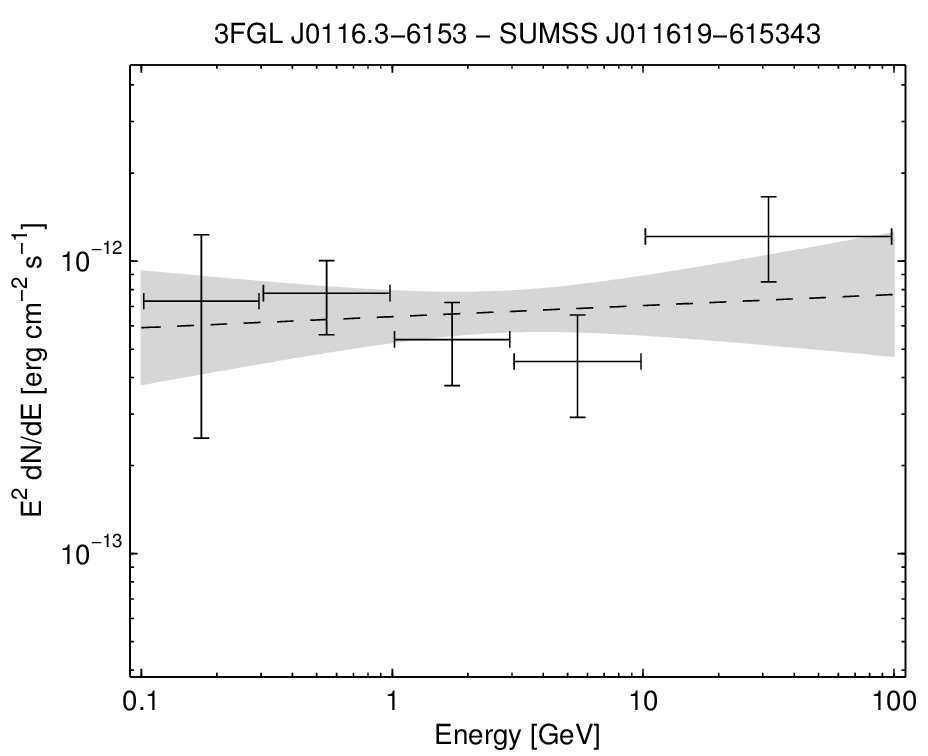 3FGL J0116.3−6153 − SUMSS J011619−615343
E² dN/dE [erg cm⁻² s⁻¹]
10⁻¹²
10⁻¹³
0.1 1 10 100
Energy [GeV]